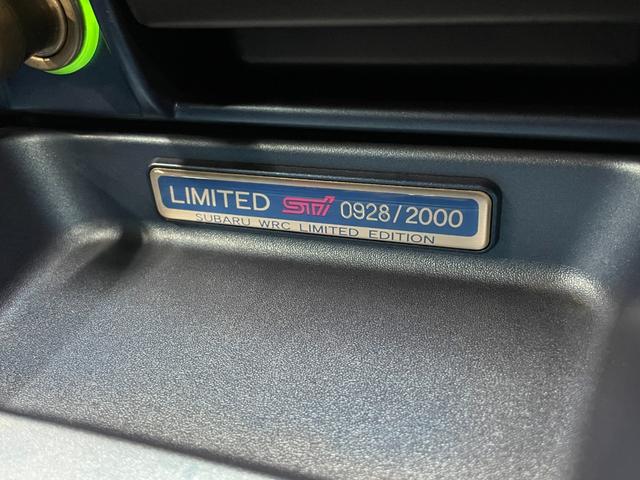 LIMITED STi 0928/2000
SUBARU WRC LIMITED EDITION